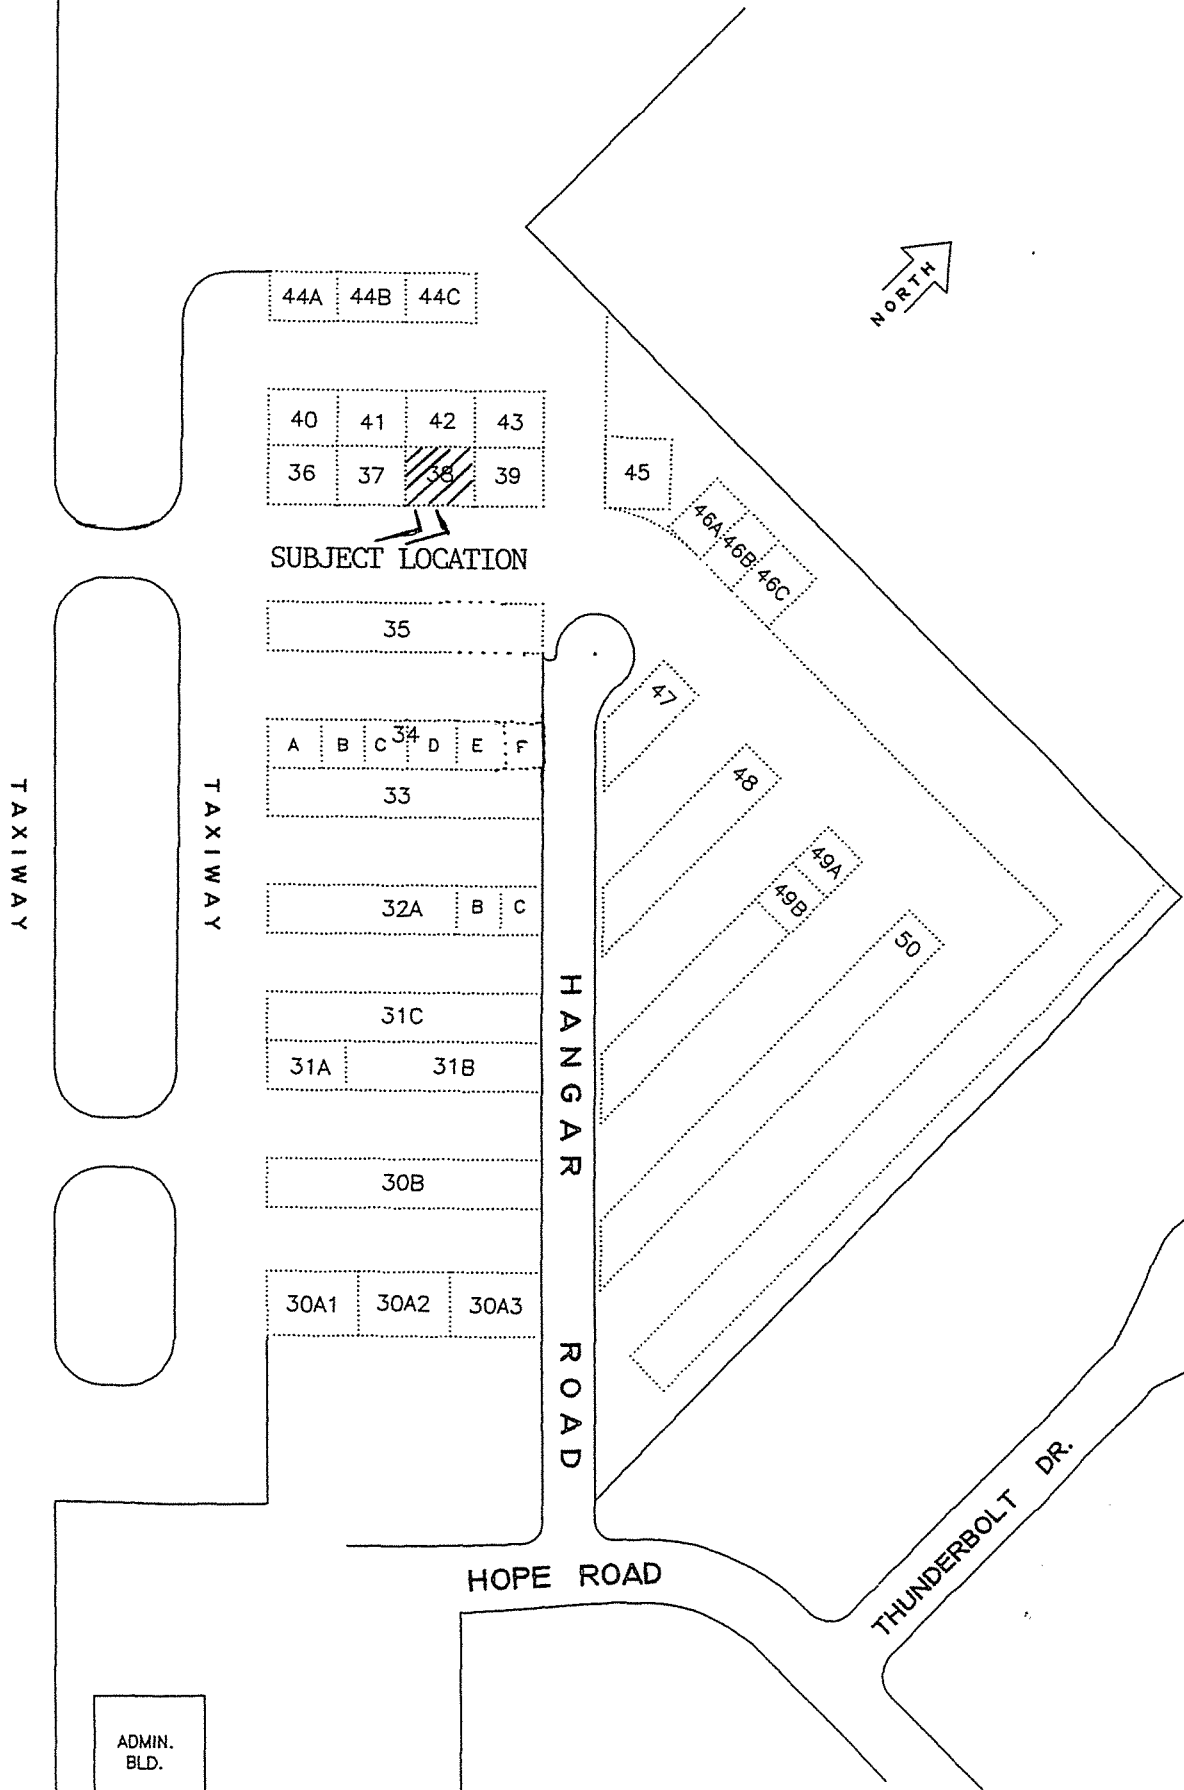 44A 44B 44C
NORTH
40 41 42 43
36 37 38 39
45
46A
46B
46C
SUBJECT LOCATION
35
47
34
A B C D E F
48
33
TAXIWAY
TAXIWAY
49A
49B
32A B C
50
31C
31A 31B
30B
30A1 30A2 30A3
HANGAR ROAD
HOPE ROAD
THUNDERBOLT DR.
ADMIN.
BLD.